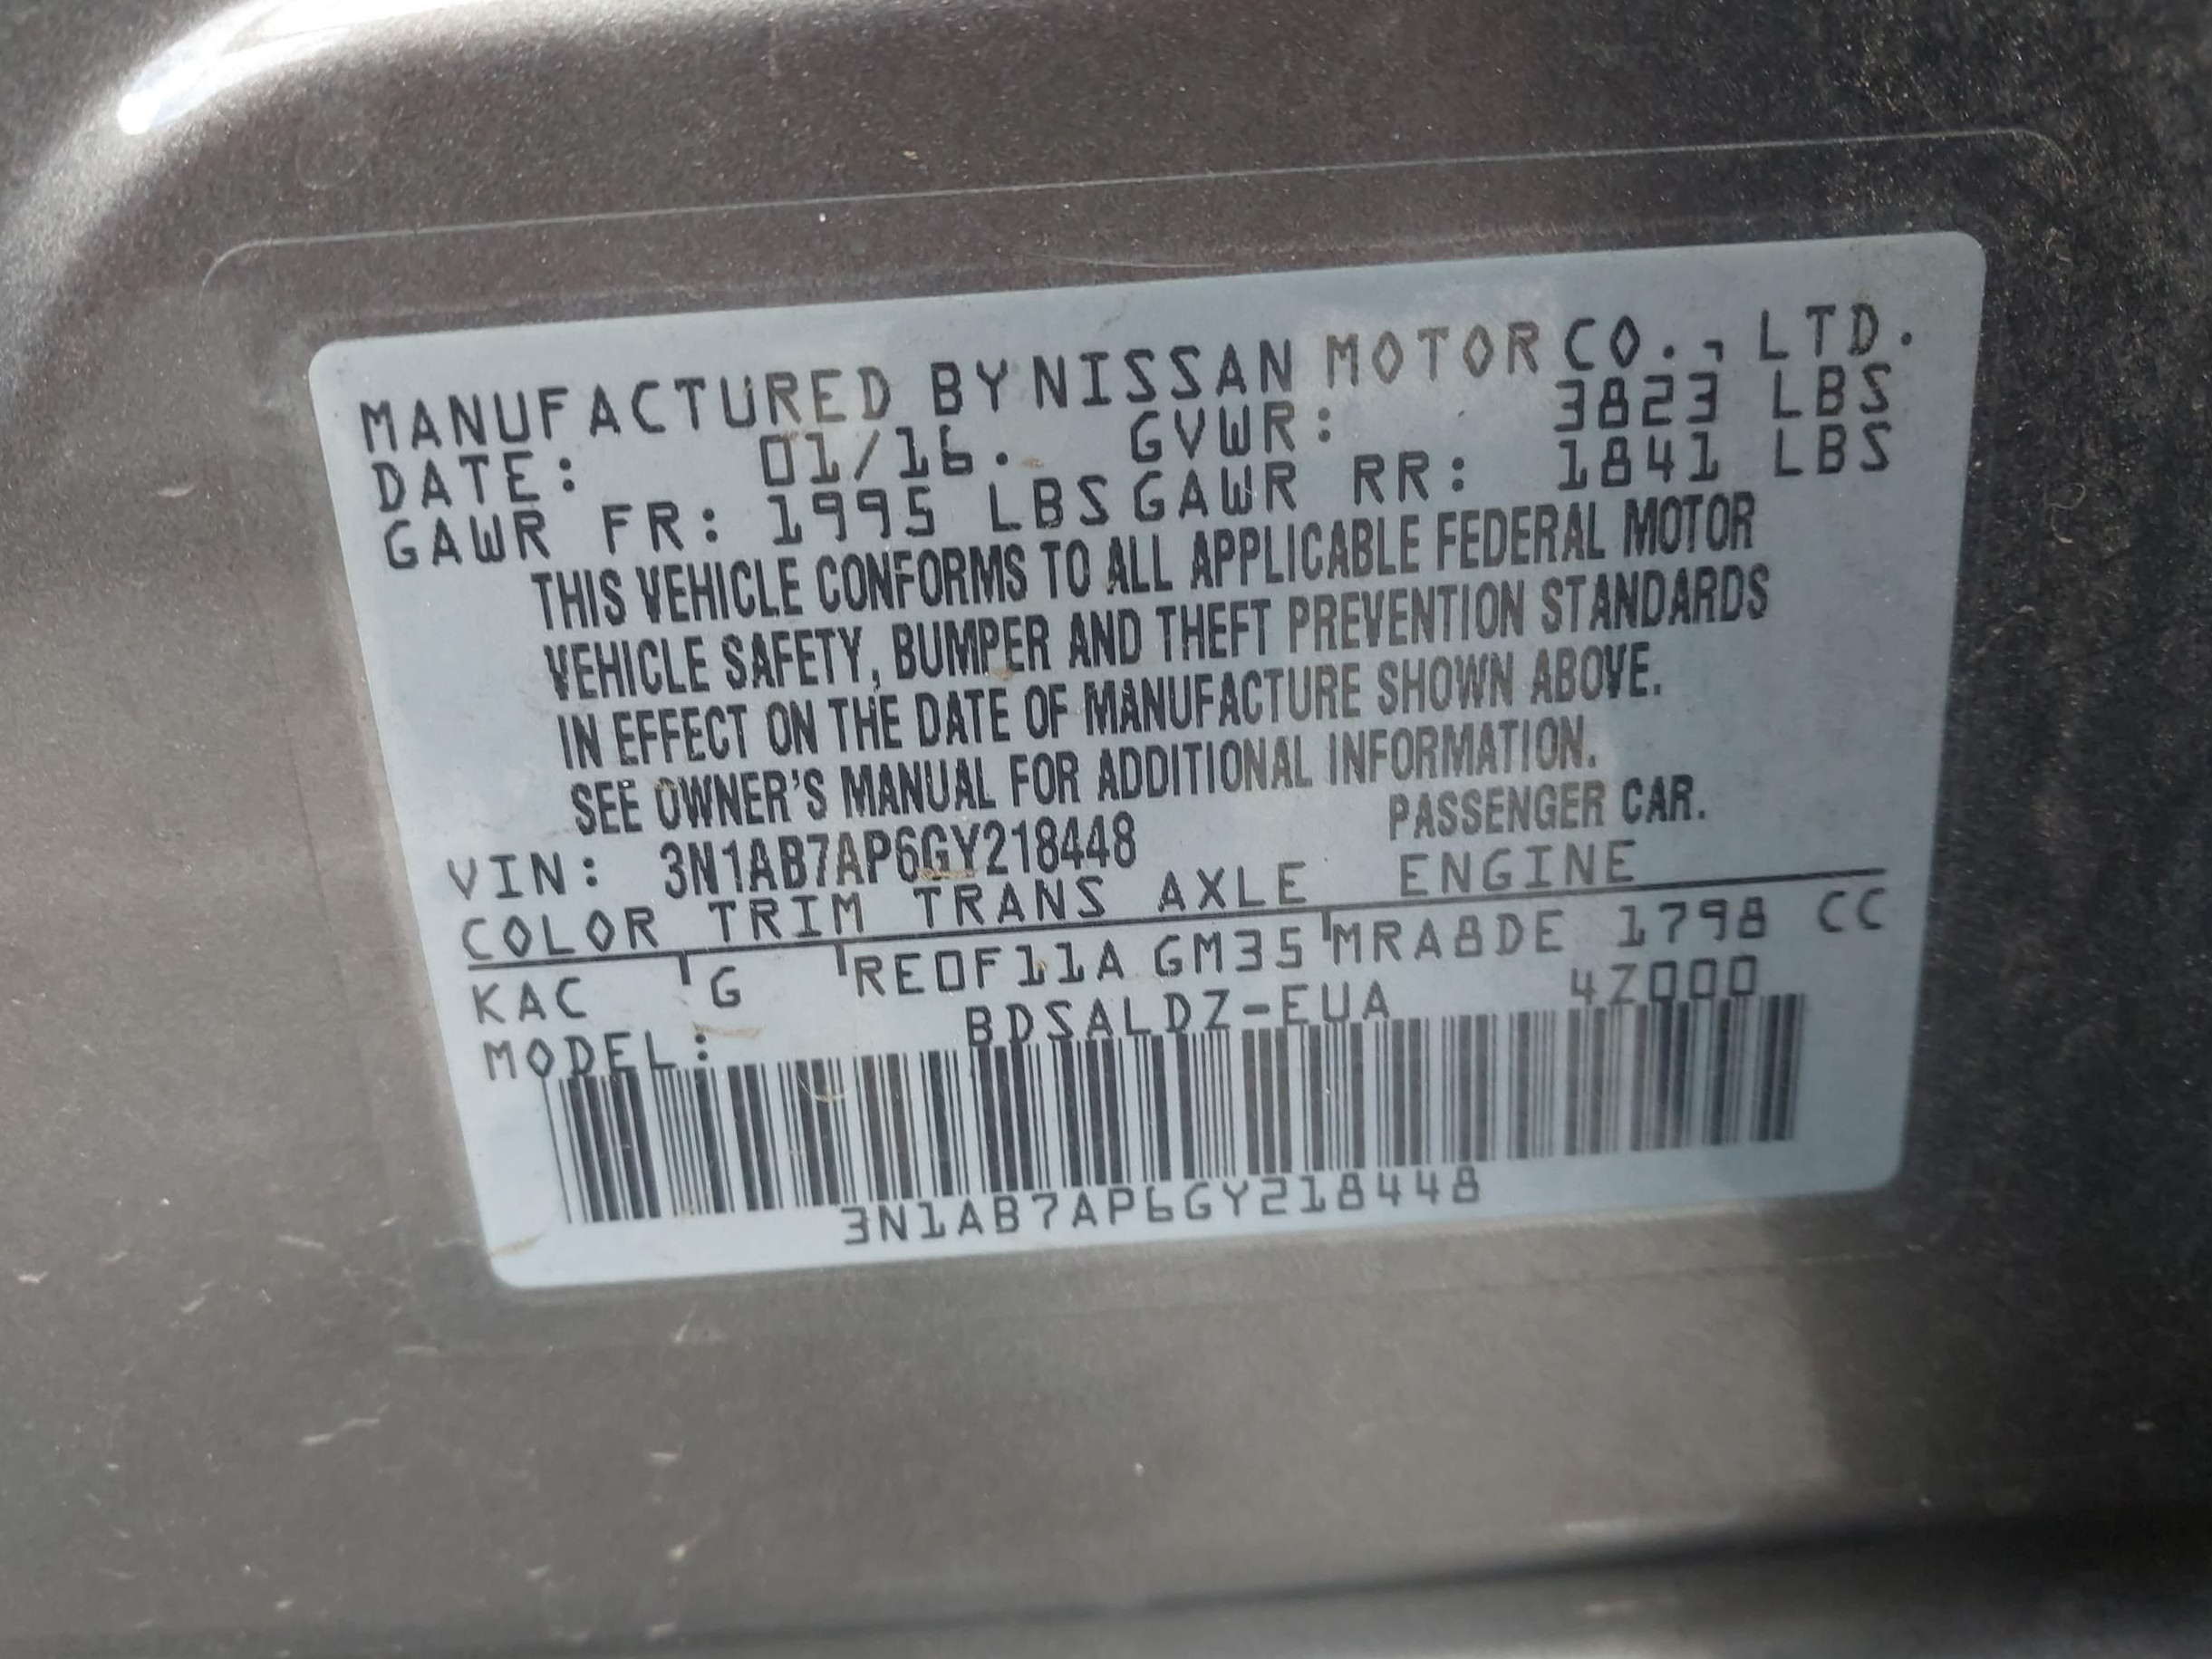 MANUFACTURED BY NISSAN MOTOR CO., LTD.
DATE: 01/16. GVWR: 3823 LBS
GAWR FR: 1995 LBS GAWR RR: 1841 LBS
THIS VEHICLE CONFORMS TO ALL APPLICABLE FEDERAL MOTOR
VEHICLE SAFETY, BUMPER AND THEFT PREVENTION STANDARDS
IN EFFECT ON THE DATE OF MANUFACTURE SHOWN ABOVE.
SEE OWNER'S MANUAL FOR ADDITIONAL INFORMATION.
VIN: 3N1AB7AP6GY218448 PASSENGER CAR.
COLOR TRIM TRANS AXLE ENGINE
KAC G RE0F11A GM35 MRA8DE 1798 CC
MODEL: BDSALDZ-EUA 4Z000
3N1AB7AP6GY218448